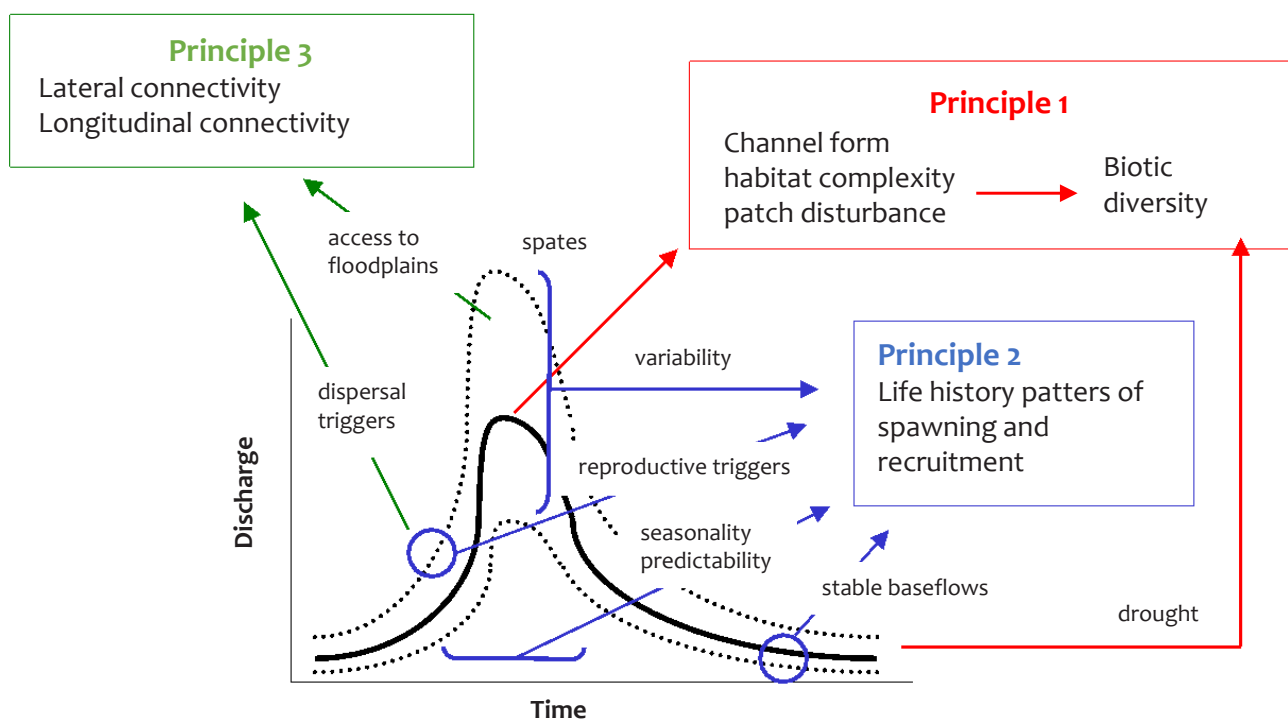 Principle 3
Lateral connectivity
Longitudinal connectivity
Principle 1
Channel form
habitat complexity
patch disturbance
Biotic
diversity
access to
floodplains
spates
variability
Principle 2
Life history patters of
spawning and
recruitment
dispersal
triggers
reproductive triggers
seasonality
predictability
stable baseflows
drought
Discharge
Time